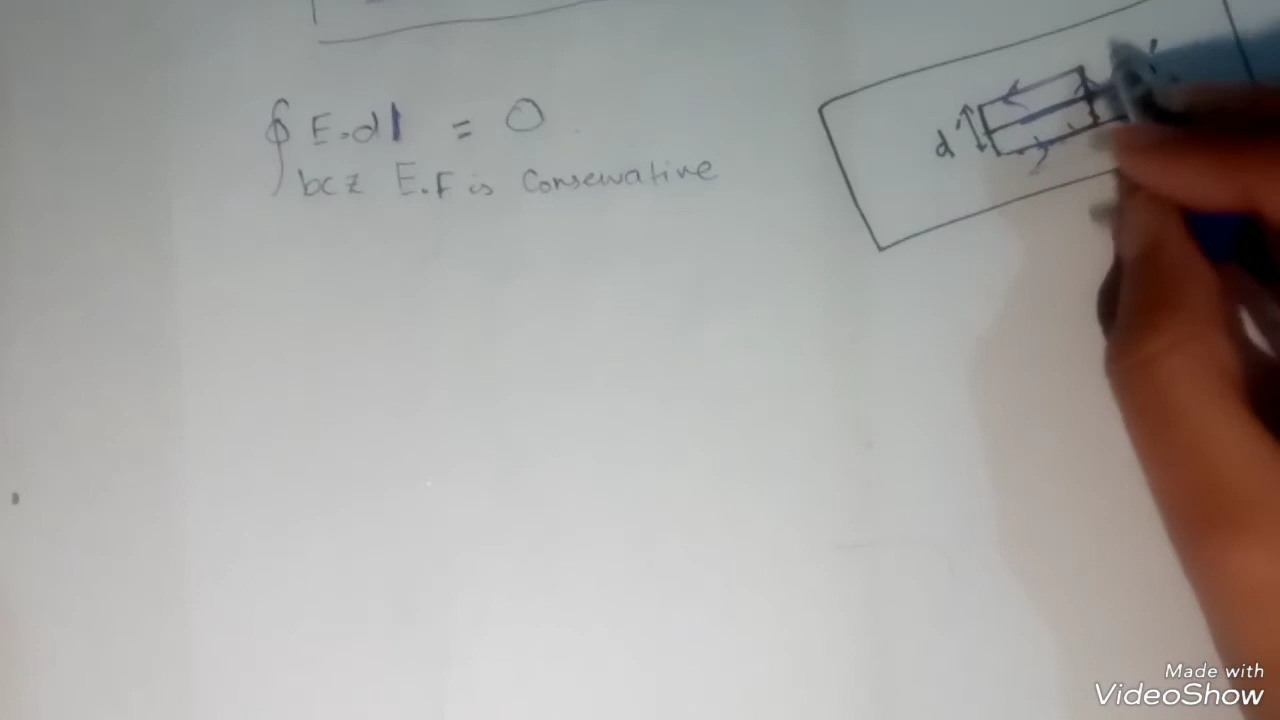 ∮ E.dl = 0
bcz E.F is Conservative
d
Made with
VideoShow